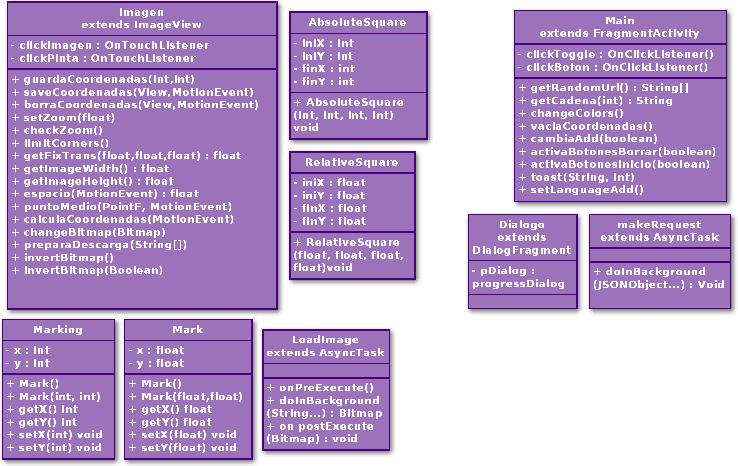 Imagen
extends ImageView
- clickImagen : OnTouchListener
- clickPinta : OnTouchListener
+ guardaCoordenadas(int,int)
+ saveCoordenadas(View,MotionEvent)
+ borraCoordenadas(View,MotionEvent)
+ setZoom(float)
+ checkZoom()
+ limitCorners()
+ getFixTrans(float,float,float) : float
+ getImageWidth() : float
+ getImageHeight() : float
+ espacio(MotionEvent) : float
+ puntoMedio(PointF, MotionEvent)
+ calculaCoordenadas(MotionEvent)
+ changeBitmap(Bitmap)
+ preparaDescarga(String[])
+ invertBitmap()
+ invertBitmap(Boolean)
AbsoluteSquare
- iniX : int
- iniY : int
- finX : int
- finY : int
+ AbsoluteSquare
(int, int, int, int)
void
RelativeSquare
- iniX : float
- iniY : float
- finX : float
- finY : float
+ RelativeSquare
(float, float, float,
float)void
Main
extends FragmentActivity
- clickToggle : OnClickListener()
- clickBoton : OnClickListener()
+ getRandomUrl() : String[]
+ getCadena(int) : String
+ changeColors()
+ vaciaCoordenadas()
+ cambiaAdd(boolean)
+ activaBotonesBorrar(boolean)
+ activaBotonesInicio(boolean)
+ toast(String, int)
+ setLanguageAdd()
Dialogo
extends
DialogFragment
- pDialog :
progressDialog
makeRequest
extends AsyncTask
+ doInBackground
(JSONObject...) : Void
Marking
- x : int
- y : int
+ Mark()
+ Mark(int, int)
+ getX() int
+ getY() int
+ setX(int) void
+ setY(int) void
Mark
- x : float
- y : float
+ Mark()
+ Mark(float,float)
+ getX() float
+ getY() float
+ setX(float) void
+ setY(float) void
LoadImage
extends AsyncTask
+ onPreExecute()
+ doInBackground
(String...) : Bitmap
+ on postExecute
(Bitmap) : void